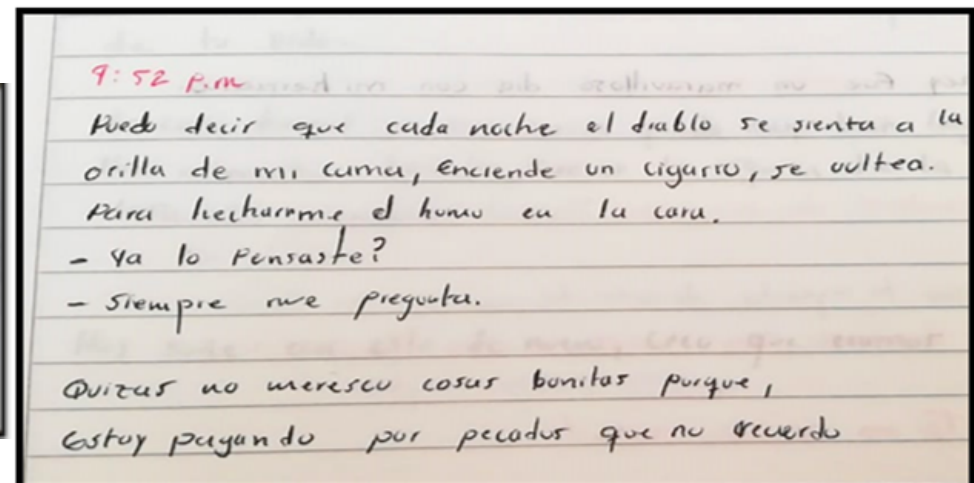 9:52 p.m
Puedo decir que cada noche el diablo se sienta a la
orilla de mi cama, enciende un cigarro, se voltea.
Para hecharme el humo en la cara.
- Ya lo Pensaste?
- Siempre me pregunta.
Quizas no meresco cosas bonitas porque,
Estoy pagando por pecados que no recuerdo